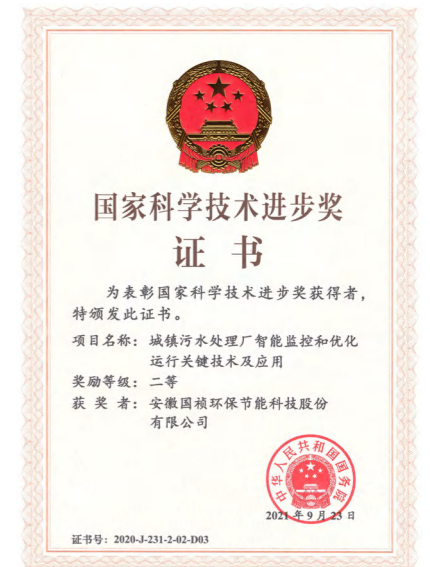 国家科学技术进步奖
证书
为表彰国家科学技术进步奖获得者，
特颁发此证书。
项目名称：城镇污水处理厂智能监控和优化
运行关键技术及应用
奖励等级：二等
获奖者：安徽国祯环保节能科技股份
有限公司
中华人民共和国国务院
2021年9月23日
证书号：2020-J-231-2-02-D03